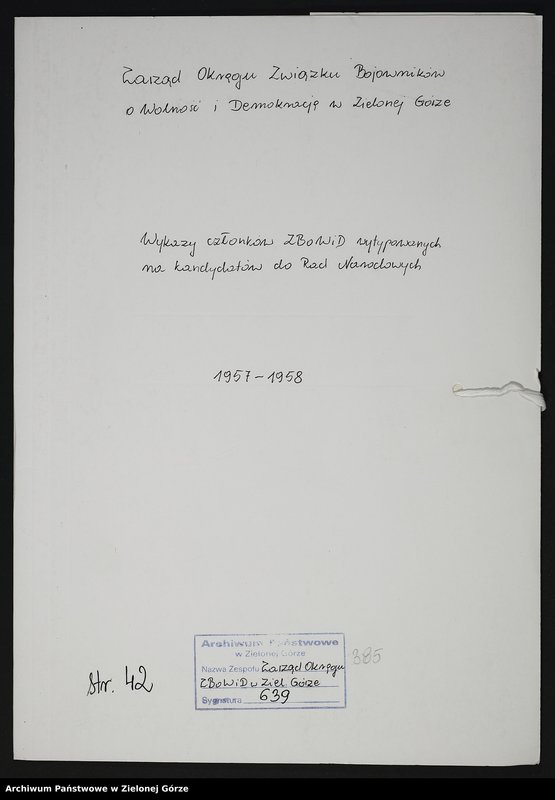 Zarząd Okręgu Związku Bojowników
o Wolność i Demokrację w Zielonej Górze
Wykazy członków ZBoWiD wytypowanych
na kandydatów do Rad Narodowych
1957-1958
Archiwum Państwowe
w Zielonej Górze
Nazwa Zespołu Zarząd Okręgu
ZBoWiD w Ziel Górze
Sygnatura 639
385
Str. 42
Archiwum Państwowe w Zielonej Górze